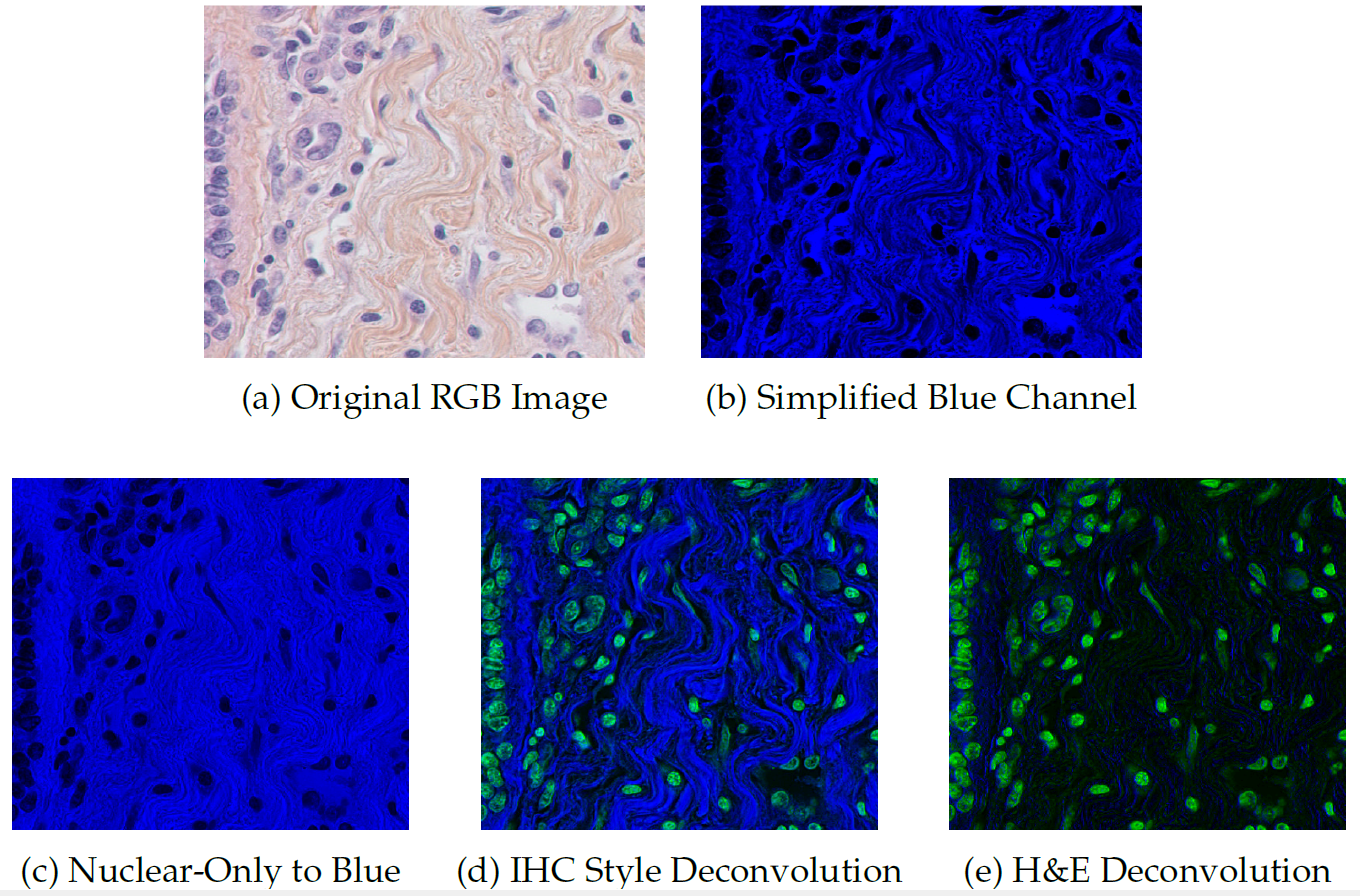 (a) Original RGB Image
(b) Simplified Blue Channel
(c) Nuclear-Only to Blue
(d) IHC Style Deconvolution
(e) H&E Deconvolution